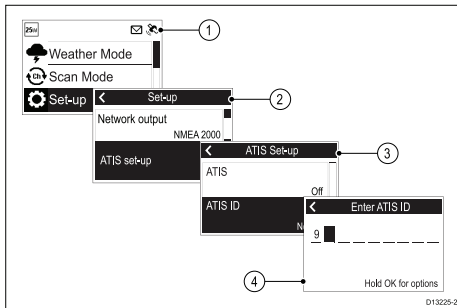 25W
1
Weather Mode
Ch Scan Mode
Set-up
Set-up
2
Network output
NMEA 2000
ATIS set-up
ATIS Set-up
3
ATIS
Off
ATIS ID
Enter ATIS ID
9
Hold OK for options
4
D13225-2